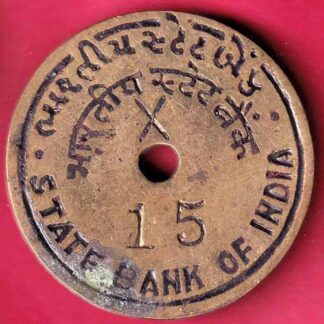 ભારતીય સ્ટેટ બેંક
भारतीय स्टेट बैंक
X
15
STATE BANK OF INDIA